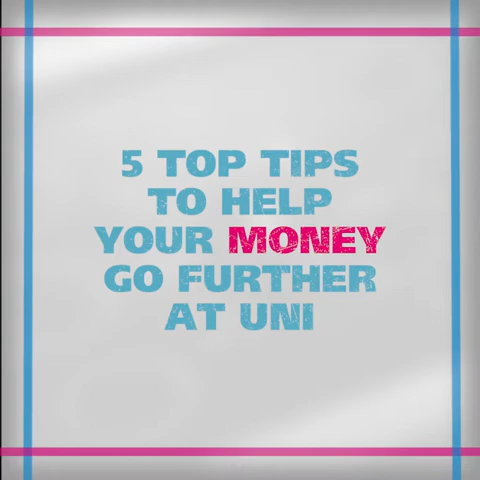 5 TOP TIPS
TO HELP
YOUR MONEY
GO FURTHER
AT UNI